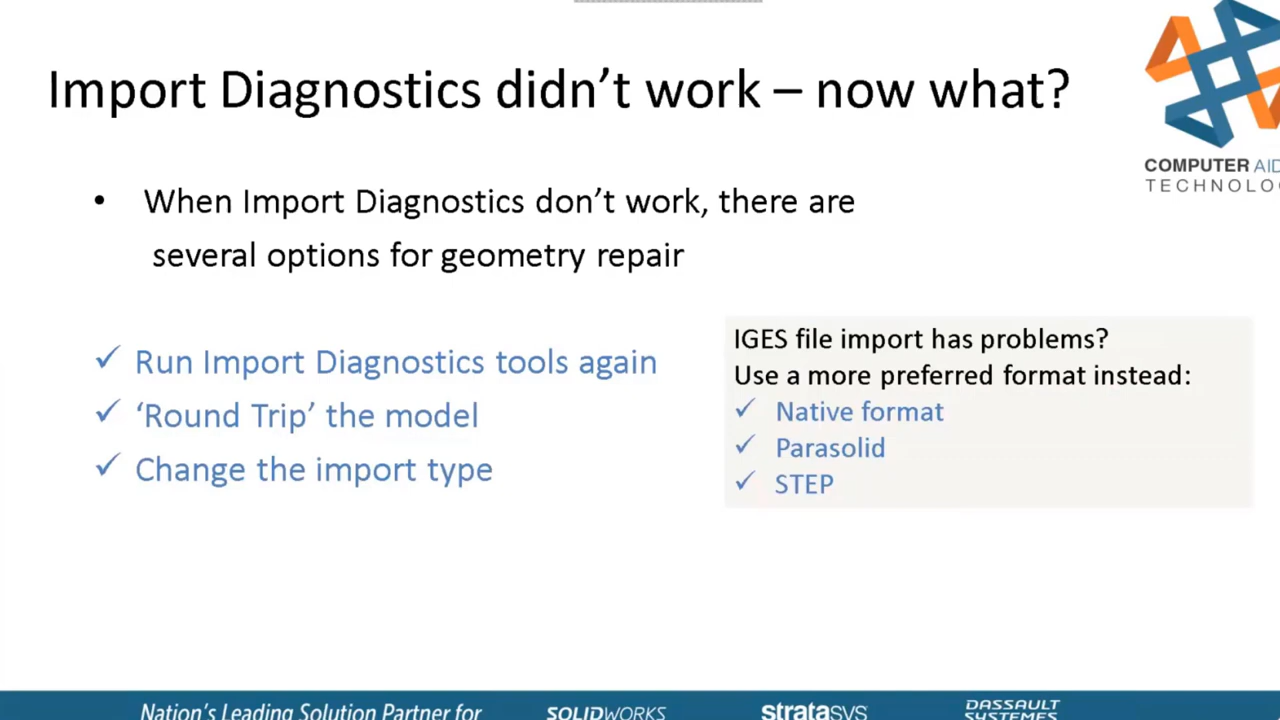 Import Diagnostics didn't work – now what?
COMPUTER
TECHNOLO
• When Import Diagnostics don't work, there are
several options for geometry repair
✓ Run Import Diagnostics tools again
✓ 'Round Trip' the model
✓ Change the import type
IGES file import has problems?
Use a more preferred format instead:
✓ Native format
✓ Parasolid
✓ STEP
Nation's Leading Solution Partner for
SOLIDWORKS
stratasys
DASSAULT
SYSTEMES